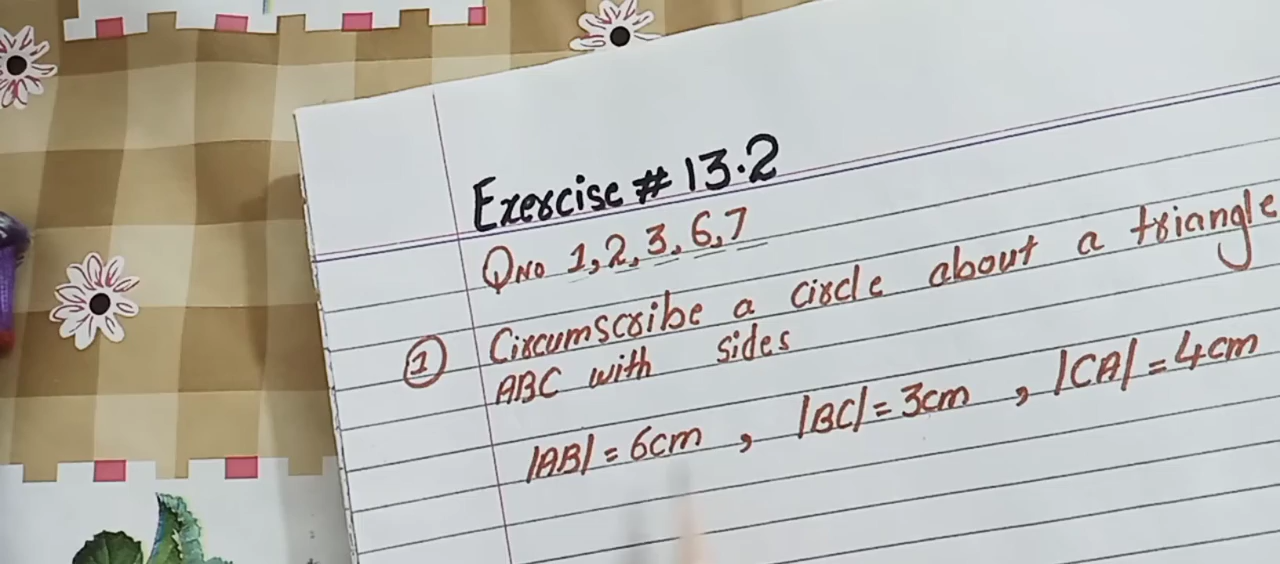 Exercise # 13.2
Q No 1, 2, 3, 6, 7
① Circumscribe a circle about a triangle
ABC with sides
|AB| = 6cm , |BC| = 3cm , |CA| = 4cm